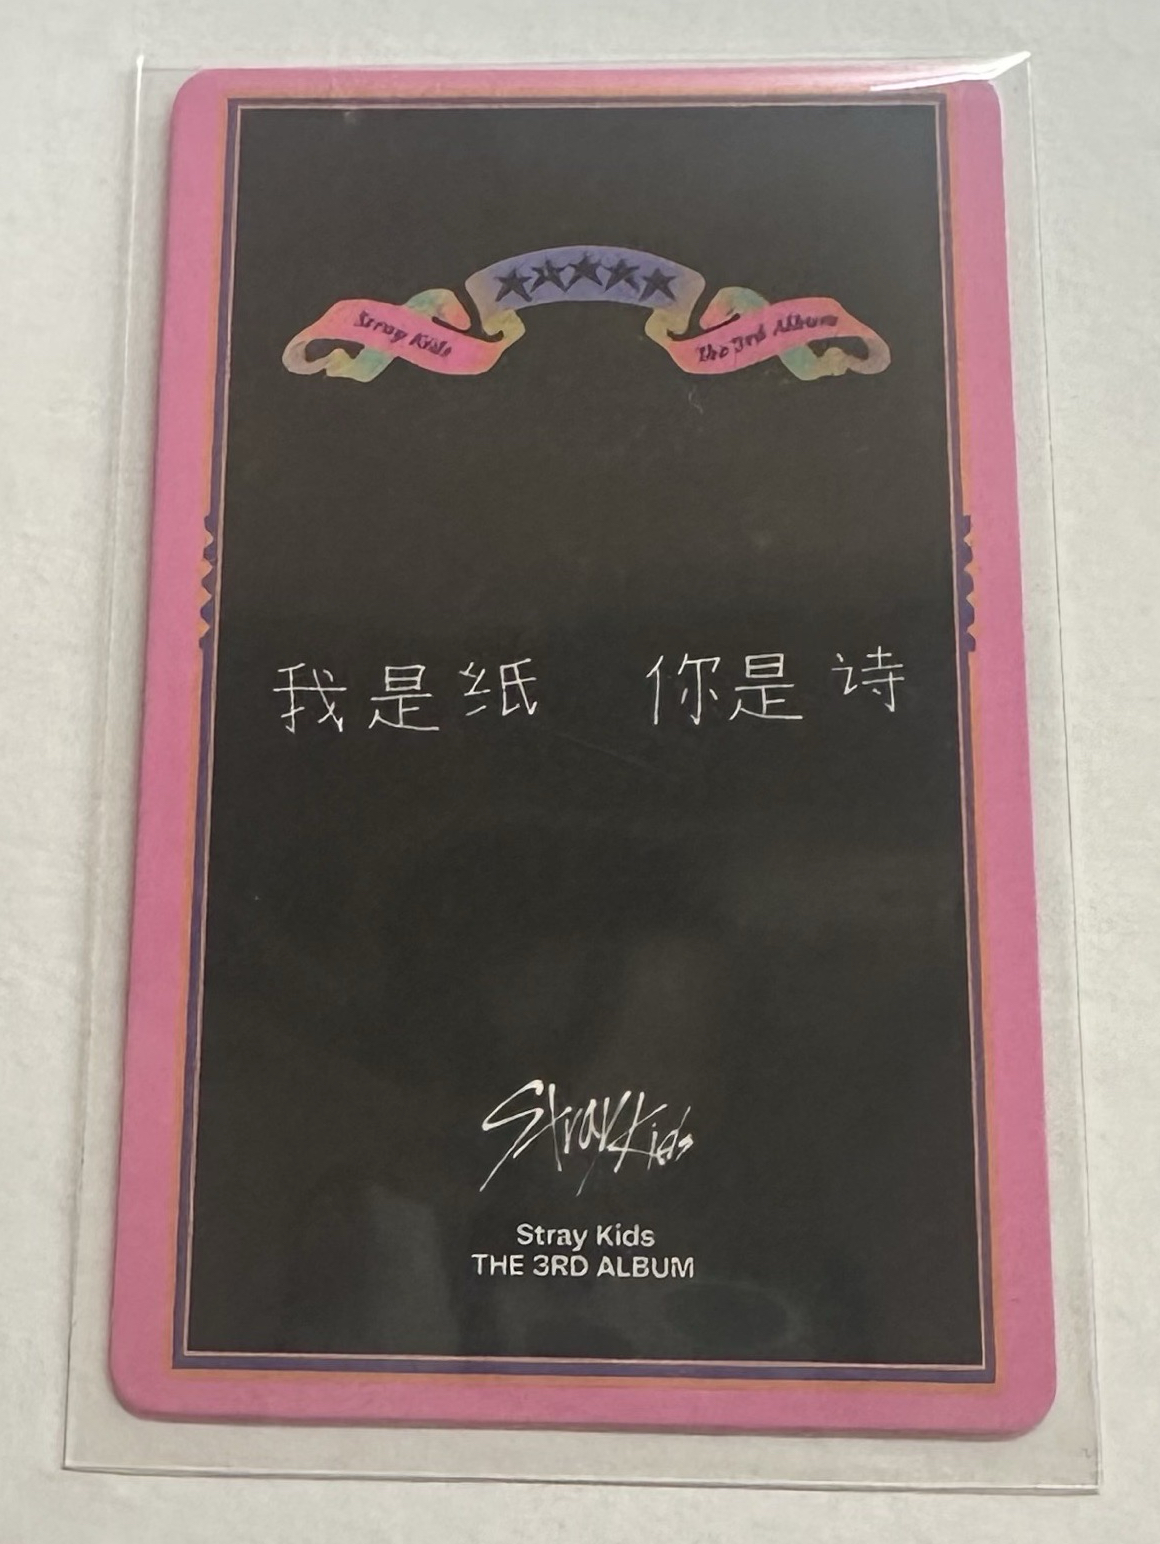 ★★★★★
Stray Kids
The 3rd Album
我是纸 你是诗
Stray Kids
Stray Kids
THE 3RD ALBUM